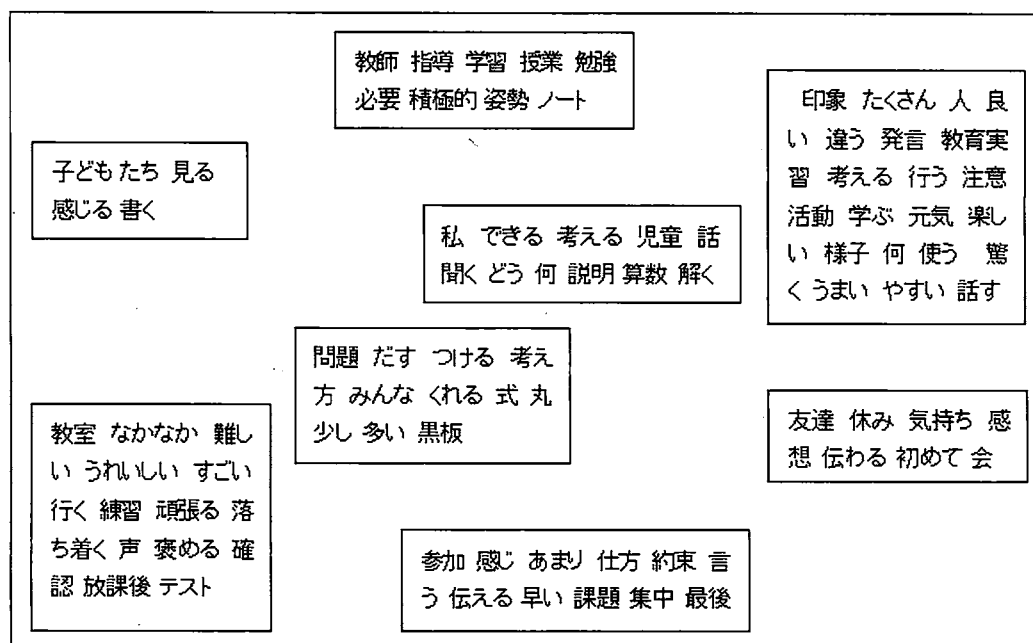 教師 指導 学習 授業 勉強
必要 積極的 姿勢 ノート
印象 たくさん 人 良
い 違う 発言 教育実
習 考える 行う 注意
活動 学ぶ 元気 楽し
い 様子 何 使う 驚
く うまい やすい 話す
子ども たち 見る
感じる 書く
私 できる 考える 児童 話
聞く どう 何 説明 算数 解く
問題 だす つける 考え
方 みんな くれる 式 丸
少し 多い 黒板
教室 なかなか 難し
い うれいしい すごい
行く 練習 頑張る 落
ち着く 声 褒める 確
認 放課後 テスト
友達 休み 気持ち 感
想 伝わる 初めて 会
参加 感じ あまり 仕方 約束 言
う 伝える 早い 課題 集中 最後